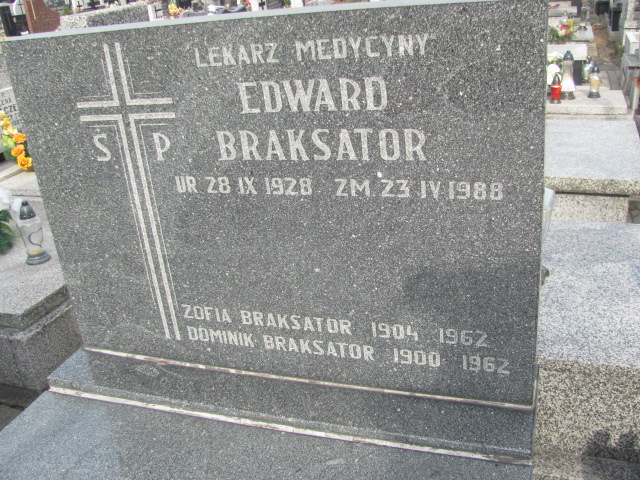 LEKARZ MEDYCYNY
EDWARD
Ś P BRAKSATOR
UR 28 IX 1928 ZM 23 IV 1988
ZOFIA BRAKSATOR 1904 1962
DOMINIK BRAKSATOR 1900 1962